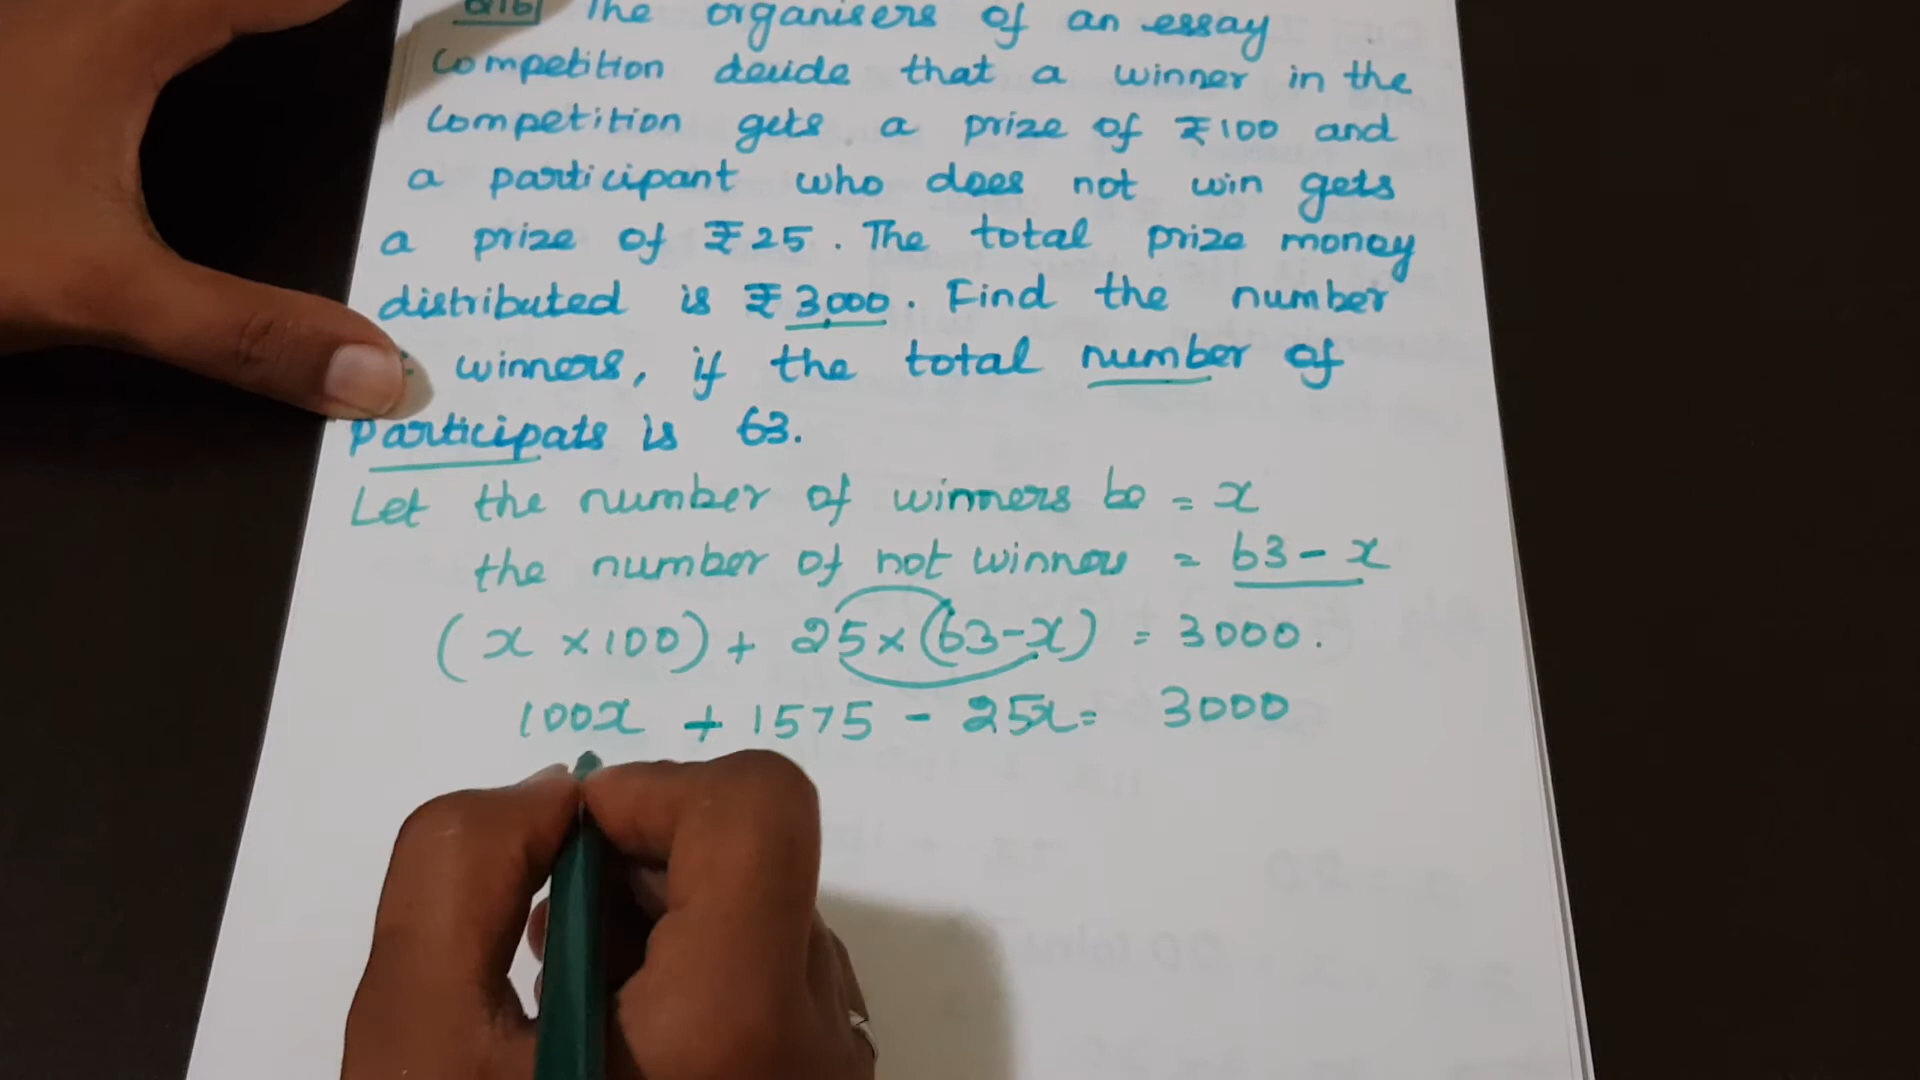 The organisers of an essay
competition decide that a winner in the
competition gets a prize of ₹100 and
a participant who does not win gets
a prize of ₹25. The total prize money
distributed is ₹3,000. Find the number
winners, if the total number of
Participats is 63.
Let the number of winners be = x
the number of not winners = 63 - x
(x × 100) + 25 × (63-x) = 3000.
100x + 1575 - 25x = 3000